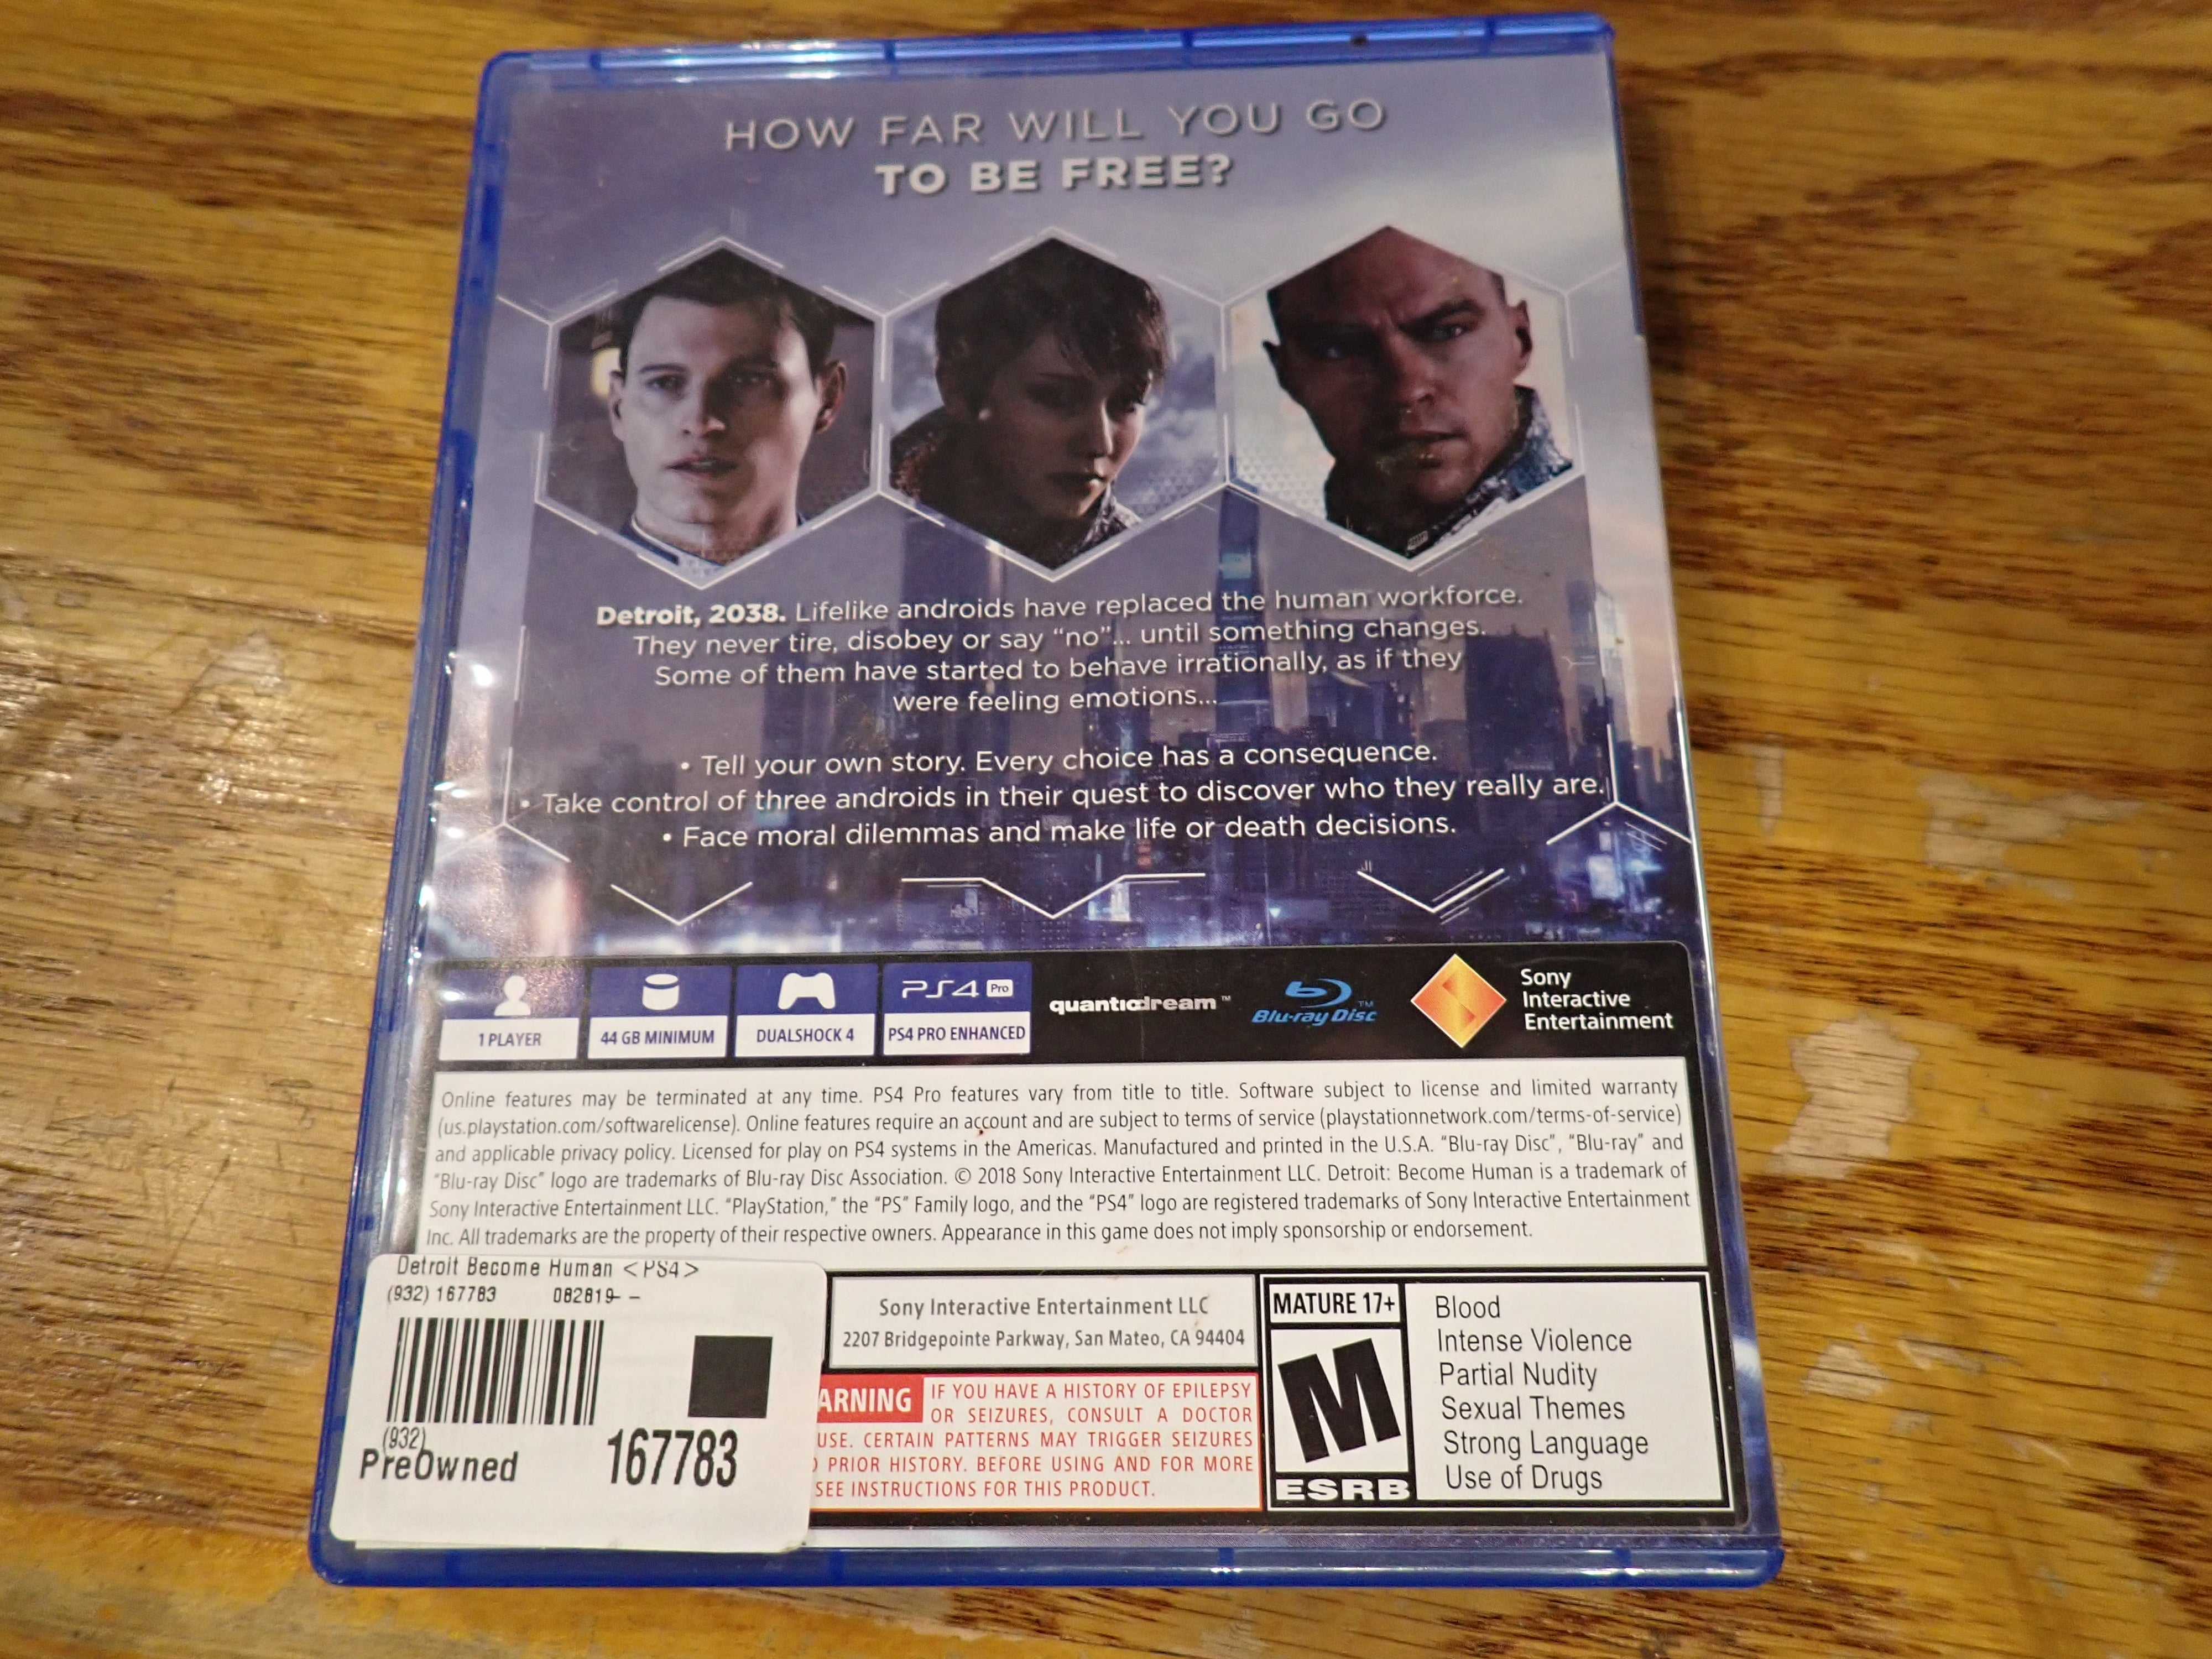 HOW FAR WILL YOU GO
TO BE FREE?
Detroit, 2038. Lifelike androids have replaced the human workforce.
They never tire, disobey or say “no”... until something changes.
Some of them have started to behave irrationally, as if they
were feeling emotions...
• Tell your own story. Every choice has a consequence.
• Take control of three androids in their quest to discover who they really are.
• Face moral dilemmas and make life or death decisions.
1 PLAYER
44 GB MINIMUM
DUALSHOCK 4
PS4 Pro
PS4 PRO ENHANCED
quanticdream™
Blu-ray Disc™
Sony
Interactive
Entertainment
Online features may be terminated at any time. PS4 Pro features vary from title to title. Software subject to license and limited warranty
(us.playstation.com/softwarelicense). Online features require an account and are subject to terms of service (playstationnetwork.com/terms-of-service)
and applicable privacy policy. Licensed for play on PS4 systems in the Americas. Manufactured and printed in the U.S.A. “Blu-ray Disc”, “Blu-ray” and
“Blu-ray Disc” logo are trademarks of Blu-ray Disc Association. © 2018 Sony Interactive Entertainment LLC. Detroit: Become Human is a trademark of
Sony Interactive Entertainment LLC. “PlayStation,” the “PS” Family logo, and the “PS4” logo are registered trademarks of Sony Interactive Entertainment
Inc. All trademarks are the property of their respective owners. Appearance in this game does not imply sponsorship or endorsement.
Detroit Become Human <PS4>
(932) 167783 082819- -
(932)
PreOwned 167783
Sony Interactive Entertainment LLC
2207 Bridgepointe Parkway, San Mateo, CA 94404
ARNING IF YOU HAVE A HISTORY OF EPILEPSY
OR SEIZURES, CONSULT A DOCTOR
USE. CERTAIN PATTERNS MAY TRIGGER SEIZURES
PRIOR HISTORY. BEFORE USING AND FOR MORE
SEE INSTRUCTIONS FOR THIS PRODUCT.
MATURE 17+
M
ESRB
Blood
Intense Violence
Partial Nudity
Sexual Themes
Strong Language
Use of Drugs